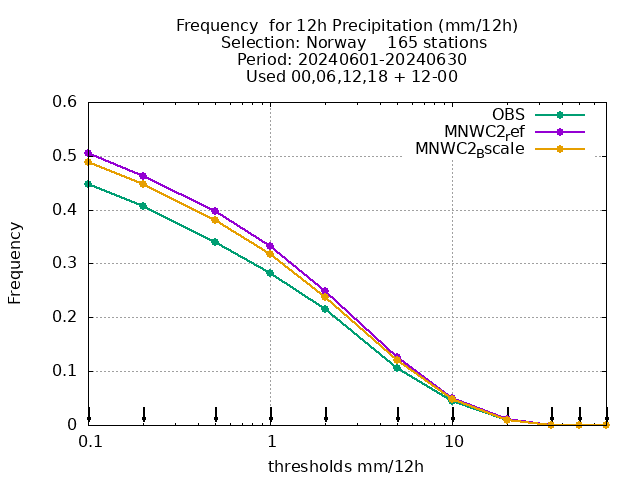 Frequency  for 12h Precipitation (mm/12h)
Selection: Norway    165 stations
Period: 20240601-20240630
Used 00,06,12,18 + 12-00
OBS
MNWC2_ref
MNWC2_Bscale
Frequency
0.6
0.5
0.4
0.3
0.2
0.1
0
0.1 1 10
thresholds mm/12h